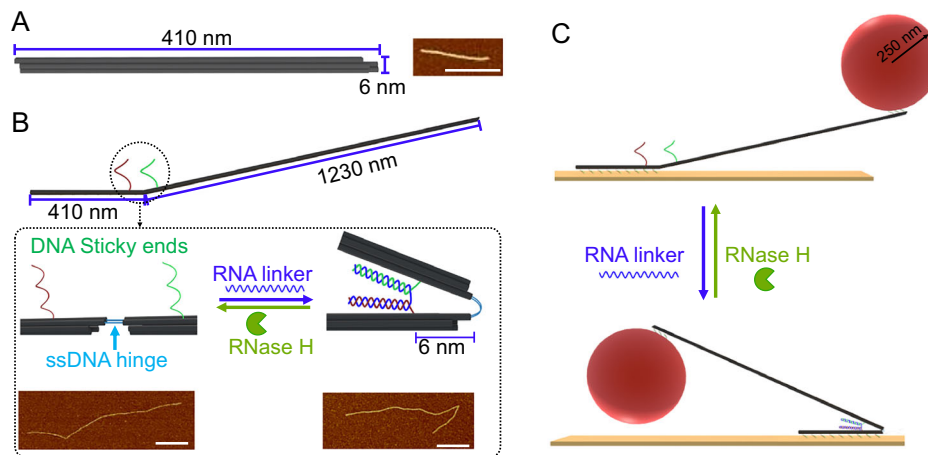 A
410 nm
6 nm
B
1230 nm
410 nm
DNA Sticky ends
RNA linker
RNase H
ssDNA hinge
6 nm
C
250 nm
RNA linker
RNase H